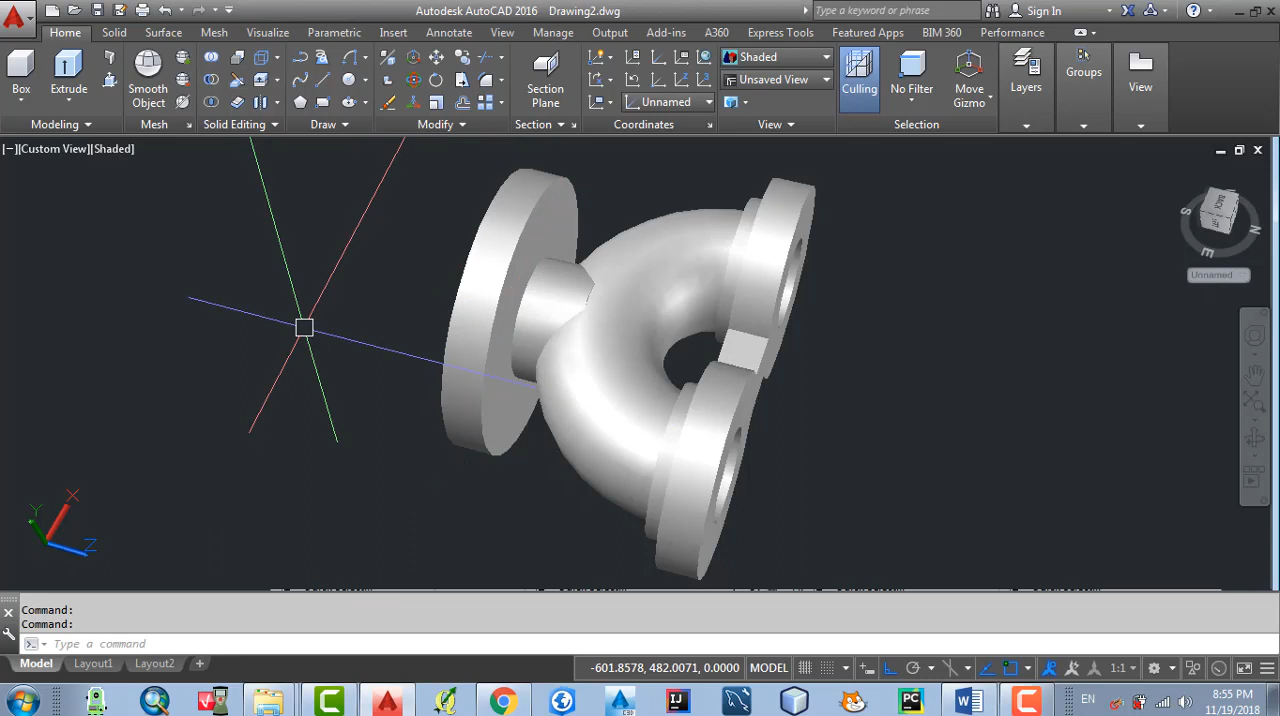 Autodesk AutoCAD 2016 Drawing2.dwg
Type a keyword or phrase
Sign In
Home Solid Surface Mesh Visualize Parametric Insert Annotate View Manage Output Add-ins A360 Express Tools Featured Apps BIM 360 Performance
Box
Extrude
Smooth Object
Section Plane
Shaded
Unsaved View
Unnamed
Culling
No Filter
Move Gizmo
Layers
Groups
View
Modeling Mesh Solid Editing Draw Modify Section Coordinates View Selection
[−][Custom View][Shaded]
BACK
S
N
E
Unnamed
X
Y
Z
Command:
Command:
Type a command
Model Layout1 Layout2 +
-601.8578, 482.0071, 0.0000 MODEL 1:1
EN 8:55 PM
11/19/2018